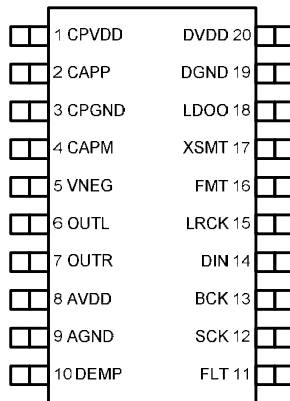 1 CPVDD DVDD 20
2 CAPP DGND 19
3 CPGND LDOO 18
4 CAPM XSMT 17
5 VNEG FMT 16
6 OUTL LRCK 15
7 OUTR DIN 14
8 AVDD BCK 13
9 AGND SCK 12
10 DEMP FLT 11